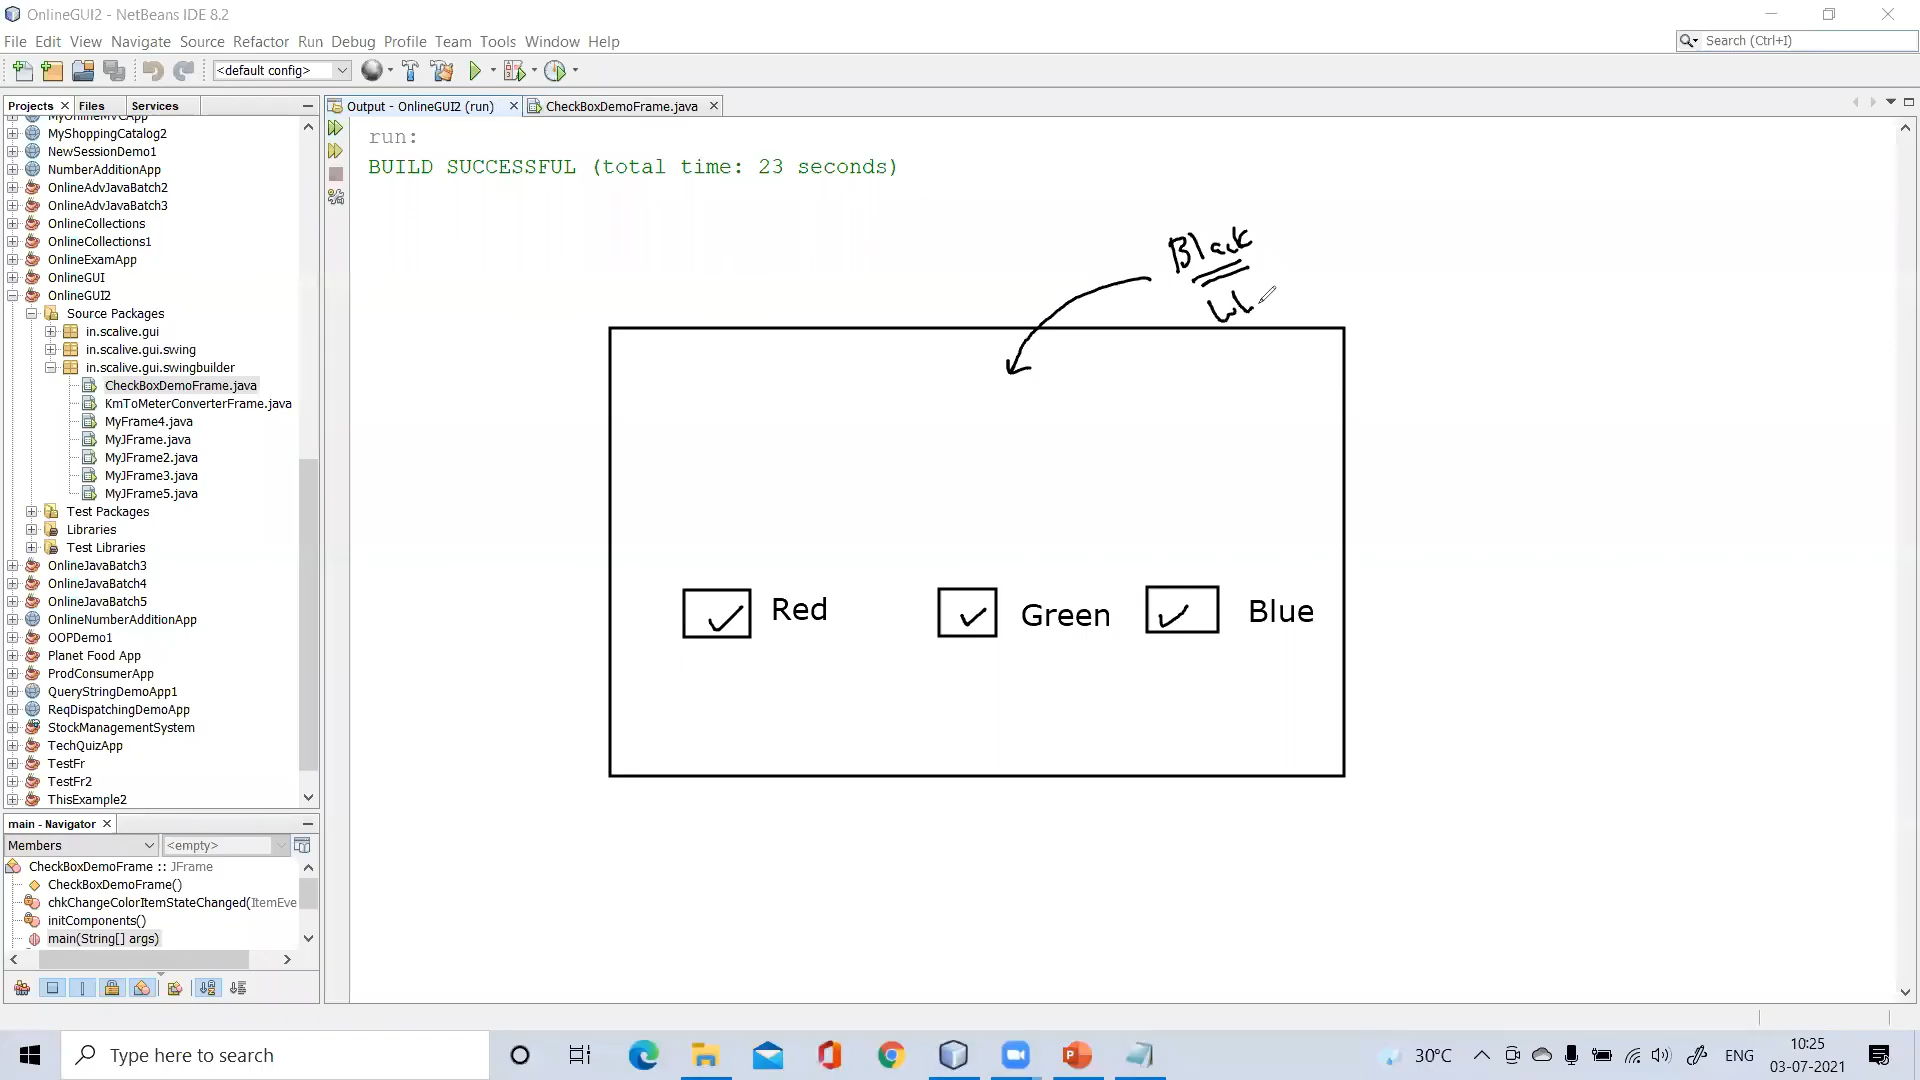 OnlineGUI2 - NetBeans IDE 8.2
File Edit View Navigate Source Refactor Run Debug Profile Team Tools Window Help
Search (Ctrl+I)
<default config>
Projects Files Services
Output - OnlineGUI2 (run) CheckBoxDemoFrame.java
MyOnlineMVCApp
MyShoppingCatalog2
NewSessionDemo1
NumberAdditionApp
OnlineAdvJavaBatch2
OnlineAdvJavaBatch3
OnlineCollections
OnlineCollections1
OnlineExamApp
OnlineGUI
OnlineGUI2
Source Packages
in.scalive.gui
in.scalive.gui.swing
in.scalive.gui.swingbuilder
CheckBoxDemoFrame.java
KmToMeterConverterFrame.java
MyFrame4.java
MyJFrame.java
MyJFrame2.java
MyJFrame3.java
MyJFrame5.java
Test Packages
Libraries
Test Libraries
OnlineJavaBatch3
OnlineJavaBatch4
OnlineJavaBatch5
OnlineNumberAdditionApp
OOPDemo1
Planet Food App
ProdConsumerApp
QueryStringDemoApp1
ReqDispatchingDemoApp
StockManagementSystem
TechQuizApp
TestFr
TestFr2
ThisExample2
run:
BUILD SUCCESSFUL (total time: 23 seconds)
Black
Red Green Blue
main - Navigator
Members <empty>
CheckBoxDemoFrame :: JFrame
CheckBoxDemoFrame()
chkChangeColorItemStateChanged(ItemEve
initComponents()
main(String[] args)
Type here to search
30°C ENG
10:25
03-07-2021